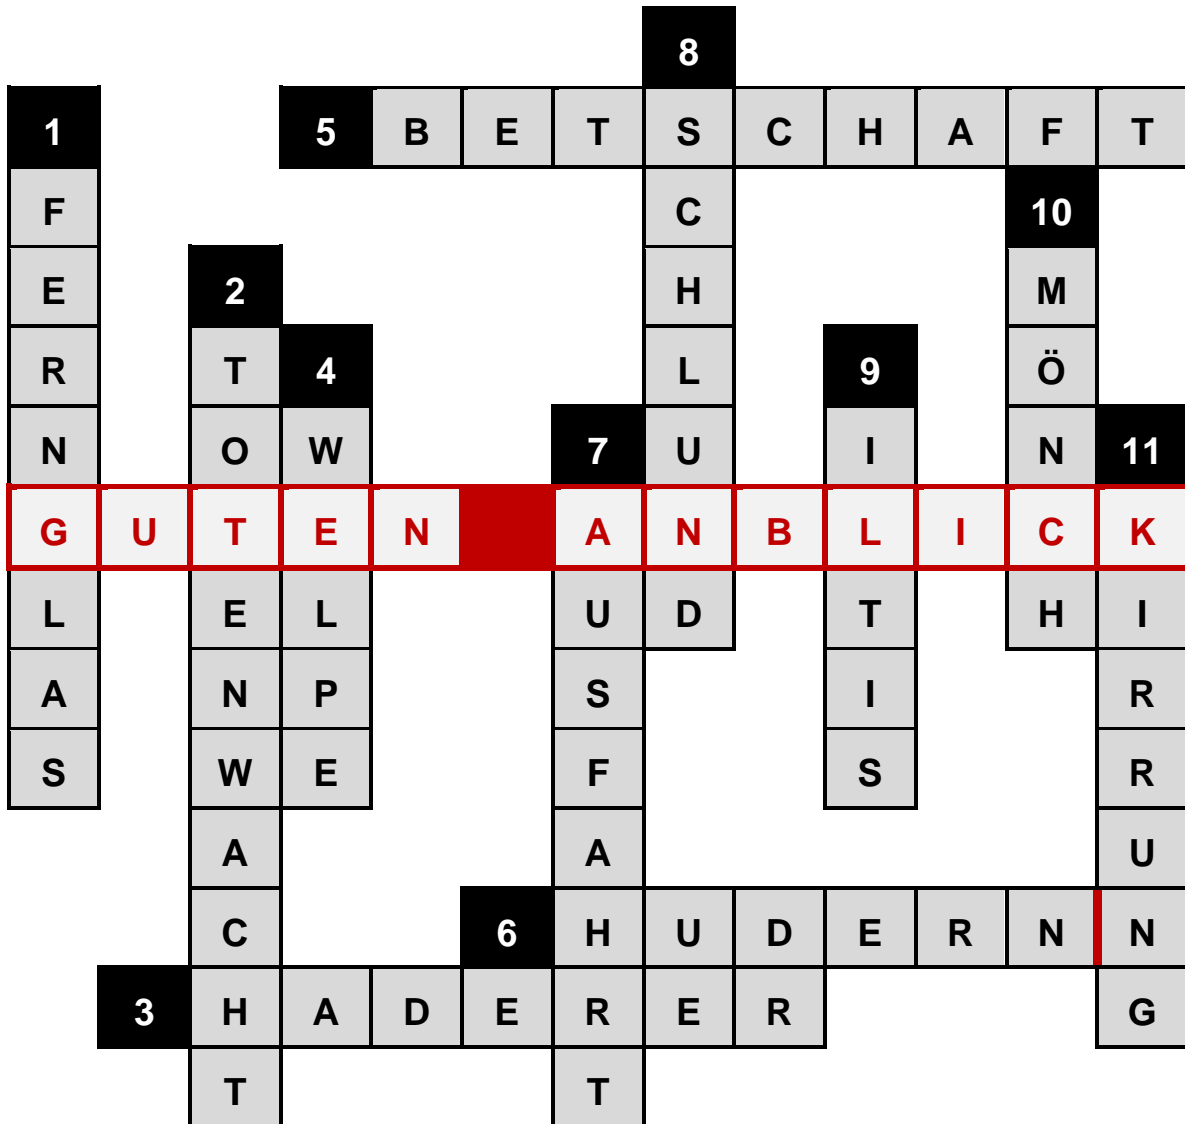 8
1 5 B E T S C H A F T
F C 10
E 2 H M
R T 4 L 9 Ö
N O W 7 U I N 11
G U T E N A N B L I C K
L E L U D T H I
A N P S I R
S W E F S R
A A U
C 6 H U D E R N N
3 H A D E R E R G
T T